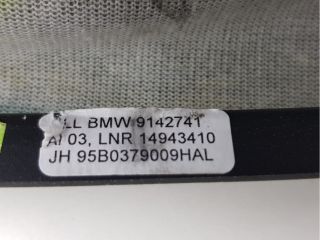 LL BMW 9142741
AI 03, LNR 14943410
JH 95B0379009HAL